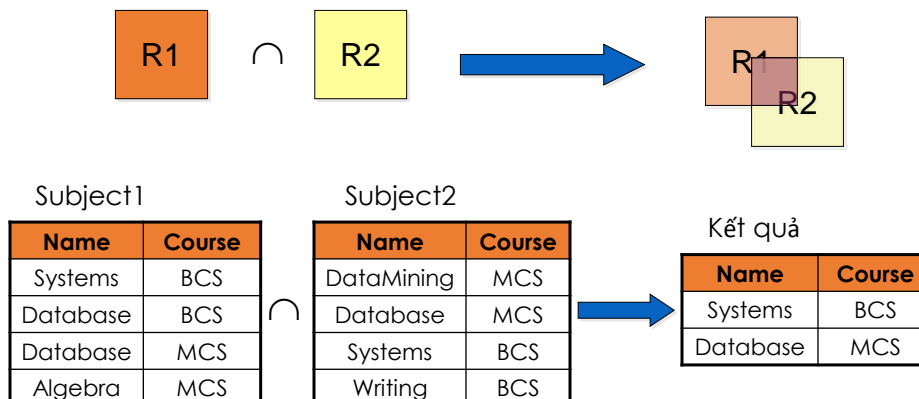 R1 ∩ R2 R1
R2
Subject1 Subject2
Kết quả
Name Course Name Course
Systems BCS DataMining MCS Name Course
Database BCS ∩ Database MCS Systems BCS
Database MCS Systems BCS Database MCS
Algebra MCS Writing BCS